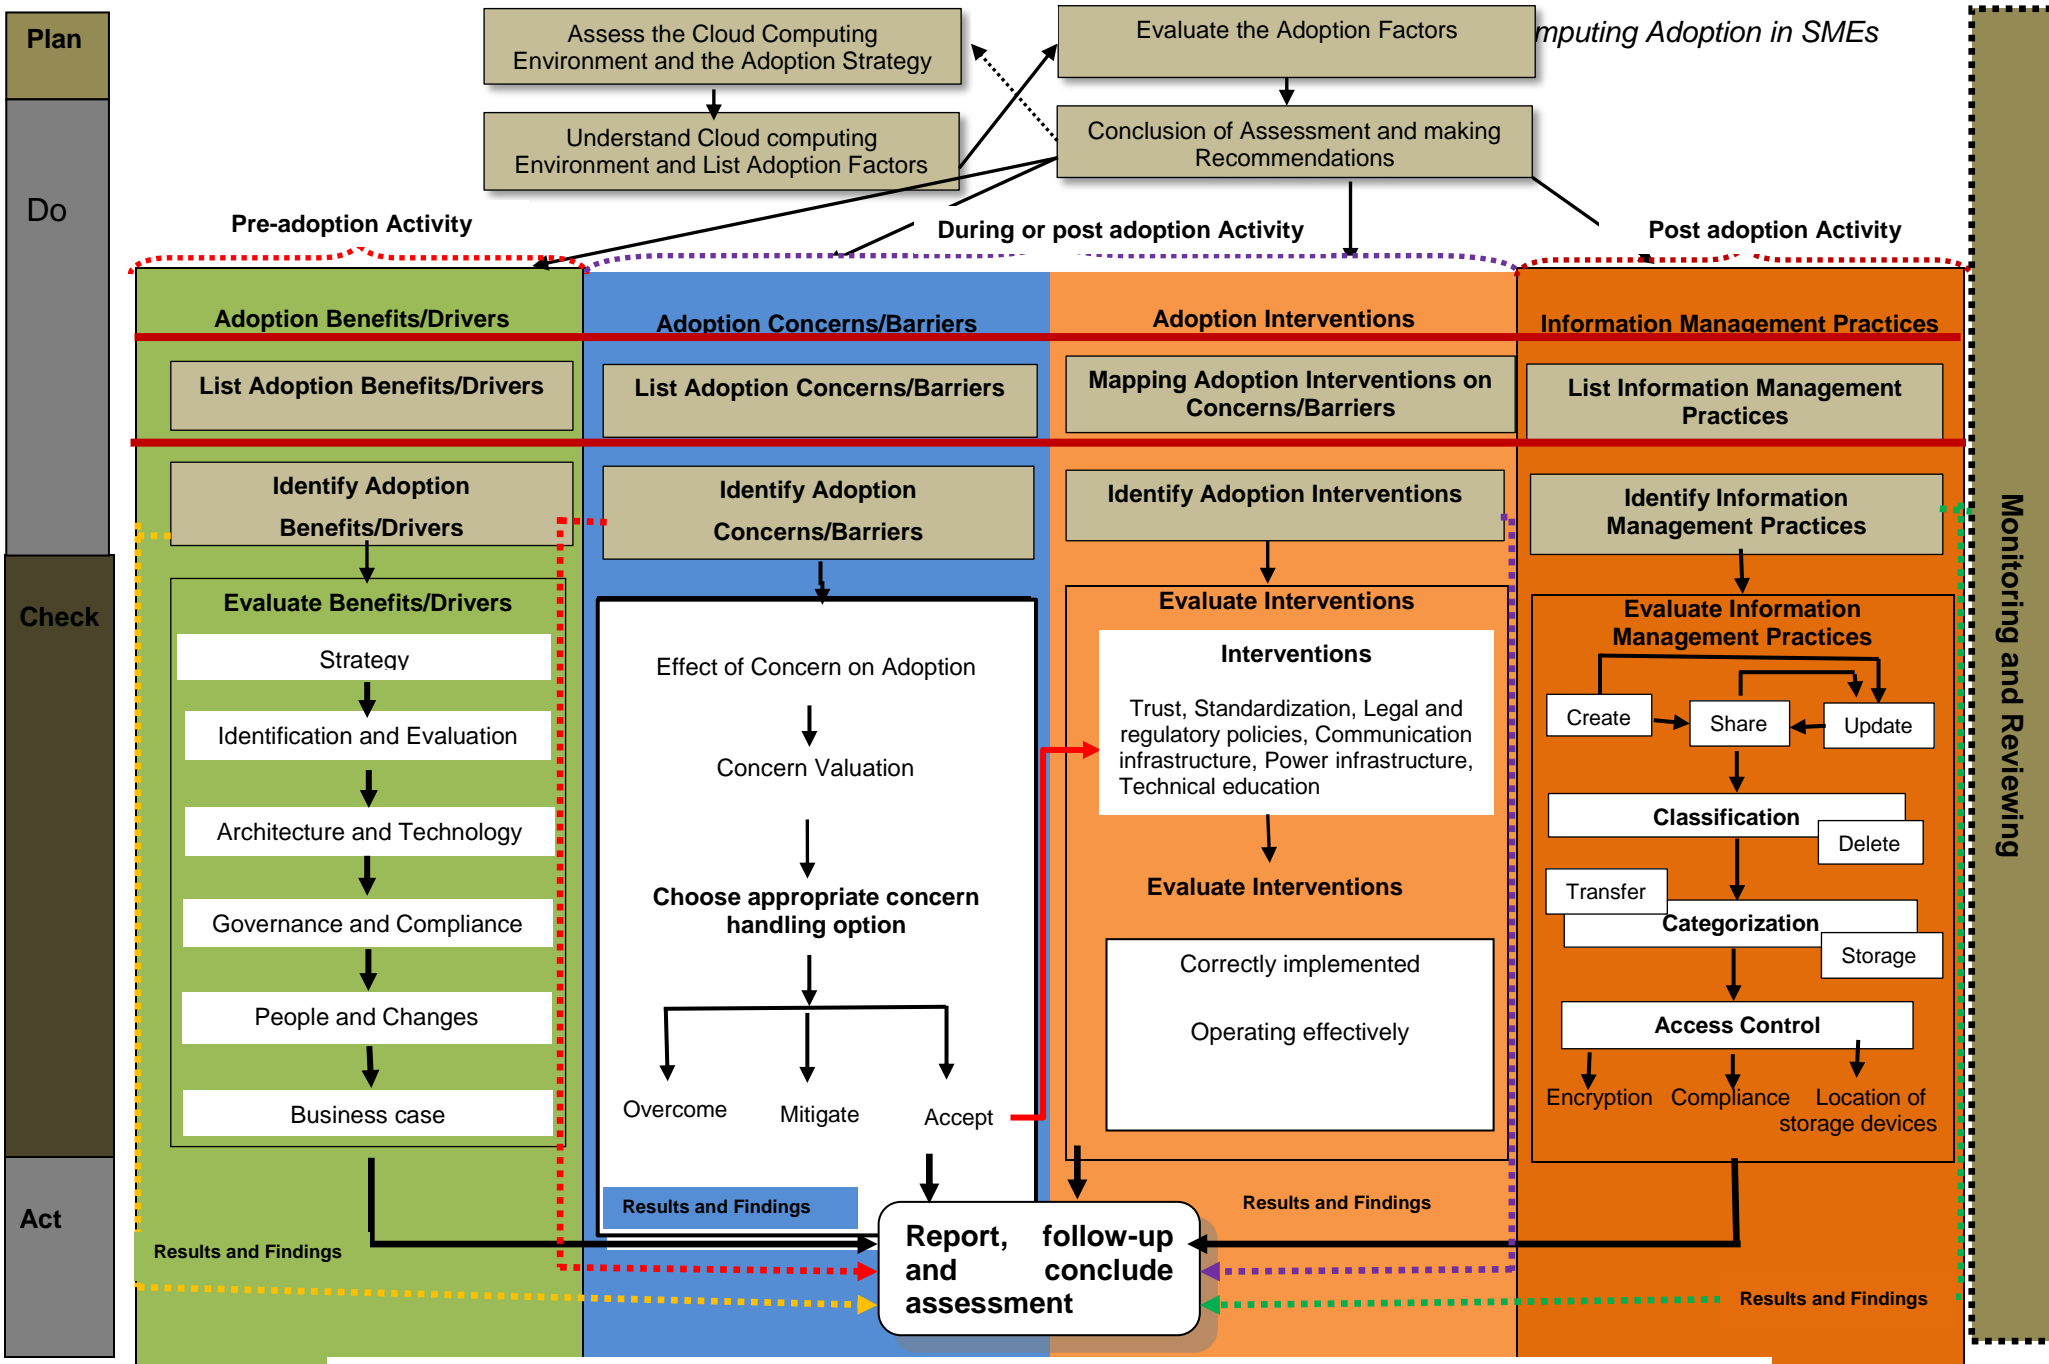 Plan
Assess the Cloud Computing
Environment and the Adoption Strategy
Evaluate the Adoption Factors
mputing Adoption in SMEs
Understand Cloud computing
Environment and List Adoption Factors
Conclusion of Assessment and making
Recommendations
Do
Pre-adoption Activity
During or post adoption Activity
Post adoption Activity
Adoption Benefits/Drivers
Adoption Concerns/Barriers
Adoption Interventions
Information Management Practices
List Adoption Benefits/Drivers
List Adoption Concerns/Barriers
Mapping Adoption Interventions on
Concerns/Barriers
List Information Management
Practices
Identify Adoption
Benefits/Drivers
Identify Adoption
Concerns/Barriers
Identify Adoption Interventions
Identify Information
Management Practices
Monitoring and Reviewing
Check
Evaluate Benefits/Drivers
Strategy
Identification and Evaluation
Architecture and Technology
Governance and Compliance
People and Changes
Business case
Effect of Concern on Adoption
Concern Valuation
Choose appropriate concern
handling option
Overcome
Mitigate
Accept
Evaluate Interventions
Interventions
Trust, Standardization, Legal and
regulatory policies, Communication
infrastructure, Power infrastructure,
Technical education
Evaluate Interventions
Correctly implemented
Operating effectively
Evaluate Information
Management Practices
Create
Share
Update
Classification
Delete
Transfer
Categorization
Storage
Access Control
Encryption
Compliance
Location of
storage devices
Act
Results and Findings
Results and Findings
Results and Findings
Results and Findings
Report, follow-up
and conclude
assessment